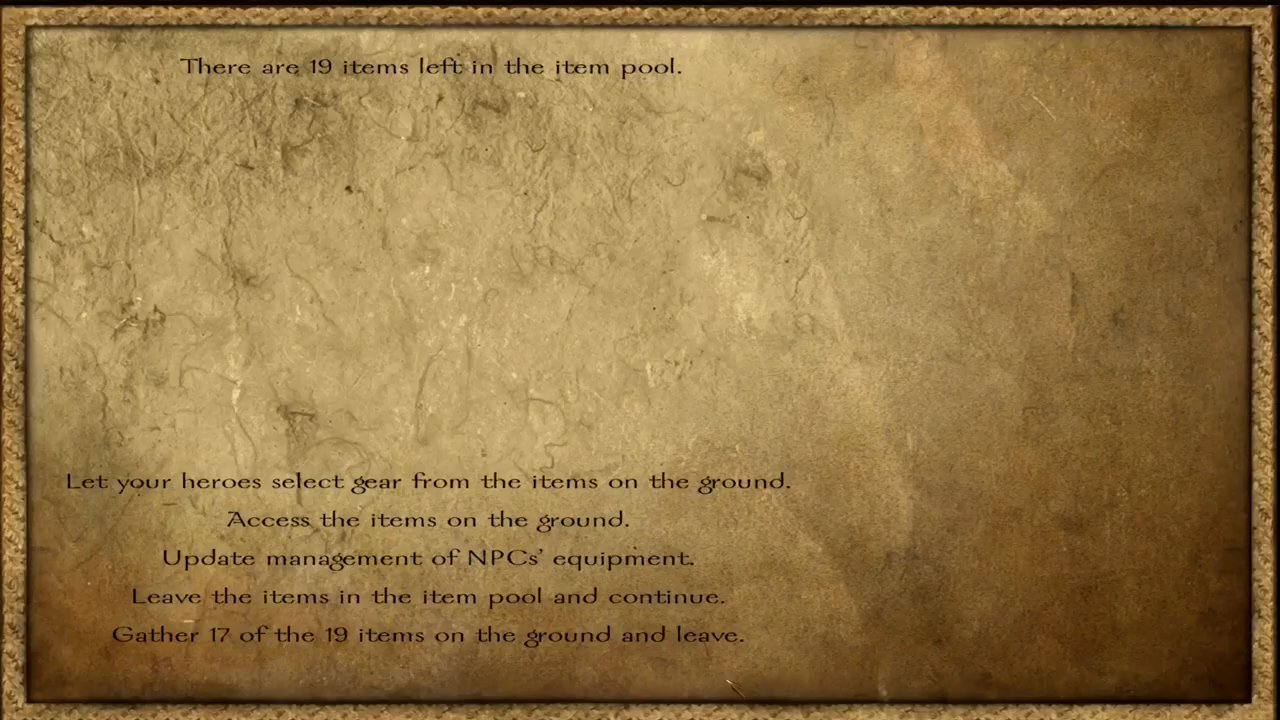 There are 19 items left in the item pool.
Let your heroes select gear from the items on the ground.
Access the items on the ground.
Update management of NPCs' equipment.
Leave the items in the item pool and continue.
Gather 17 of the 19 items on the ground and leave.